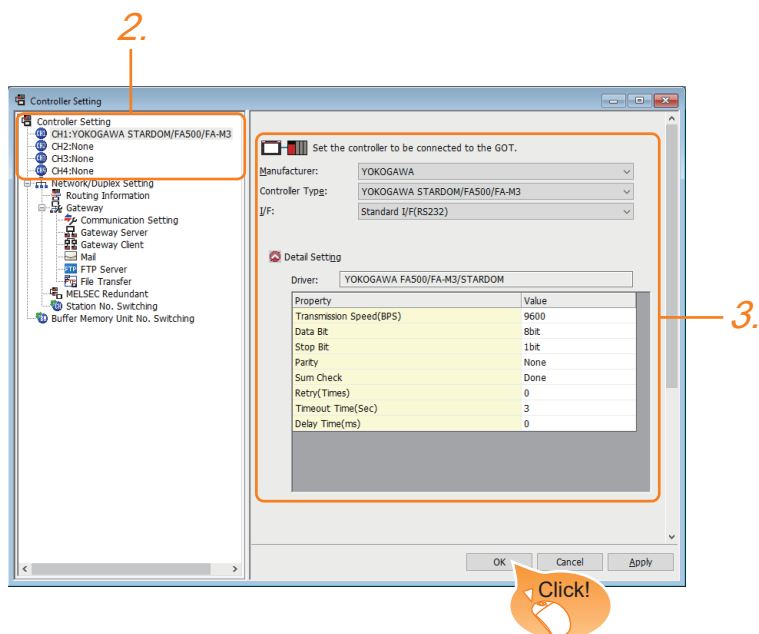 2.
Controller Setting
Controller Setting
CH1:YOKOGAWA STARDOM/FA500/FA-M3
CH2:None
CH3:None
CH4:None
Network/Duplex Setting
Routing Information
Gateway
Communication Setting
Gateway Server
Gateway Client
Mail
FTP Server
File Transfer
MELSEC Redundant
Station No. Switching
Buffer Memory Unit No. Switching
Set the controller to be connected to the GOT.
Manufacturer: YOKOGAWA
Controller Type: YOKOGAWA STARDOM/FA500/FA-M3
I/F: Standard I/F(RS232)
Detail Setting
Driver: YOKOGAWA FA500/FA-M3/STARDOM
Property Value
Transmission Speed(BPS) 9600
Data Bit 8bit
Stop Bit 1bit
Parity None
Sum Check Done
Retry(Times) 0
Timeout Time(Sec) 3
Delay Time(ms) 0
3.
OK Cancel Apply
Click!